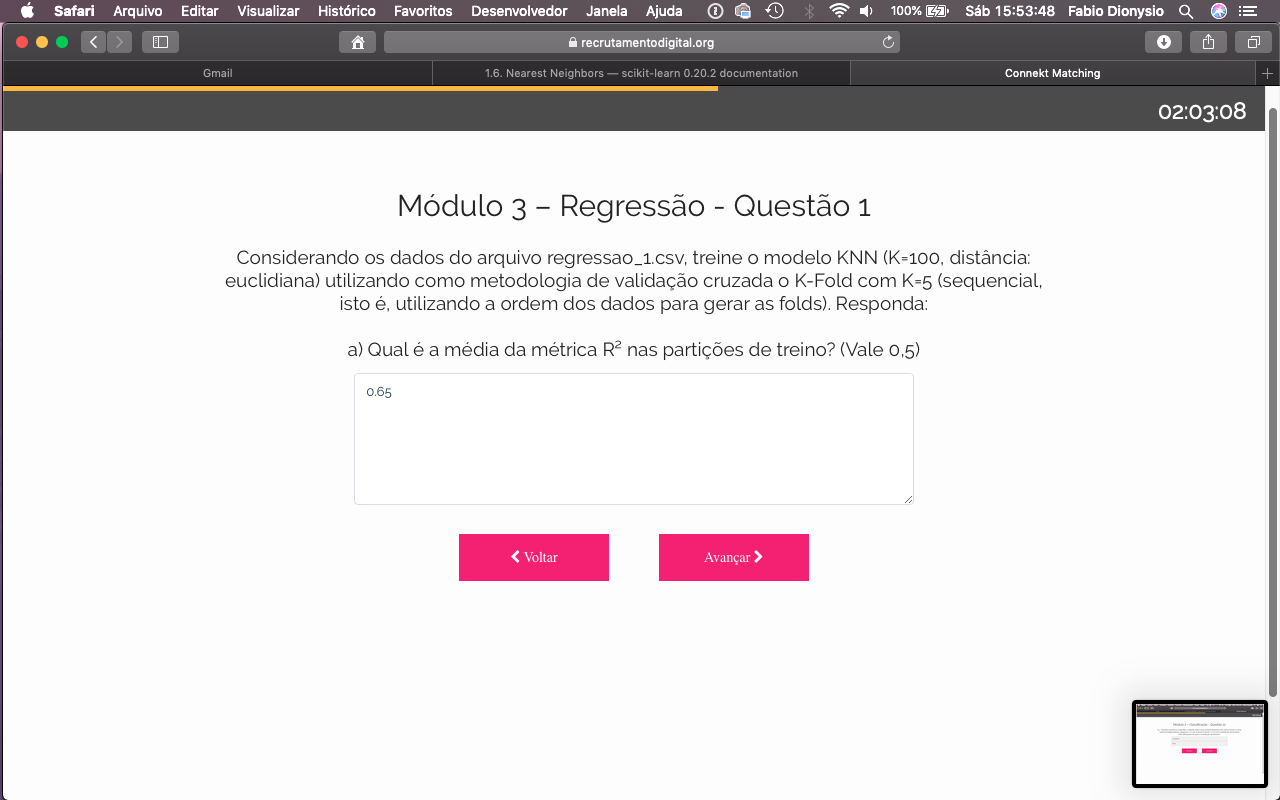 Safari Arquivo Editar Visualizar Histórico Favoritos Desenvolvedor Janela Ajuda 100% Sáb 15:53:48 Fabio Dionysio
recrutamentodigital.org
Gmail 1.6. Nearest Neighbors — scikit-learn 0.20.2 documentation Connekt Matching
02:03:08
Módulo 3 – Regressão - Questão 1
Considerando os dados do arquivo regressao_1.csv, treine o modelo KNN (K=100, distância:
euclidiana) utilizando como metodologia de validação cruzada o K-Fold com K=5 (sequencial,
isto é, utilizando a ordem dos dados para gerar as folds). Responda:
a) Qual é a média da métrica R² nas partições de treino? (Vale 0,5)
0.65
Voltar Avançar